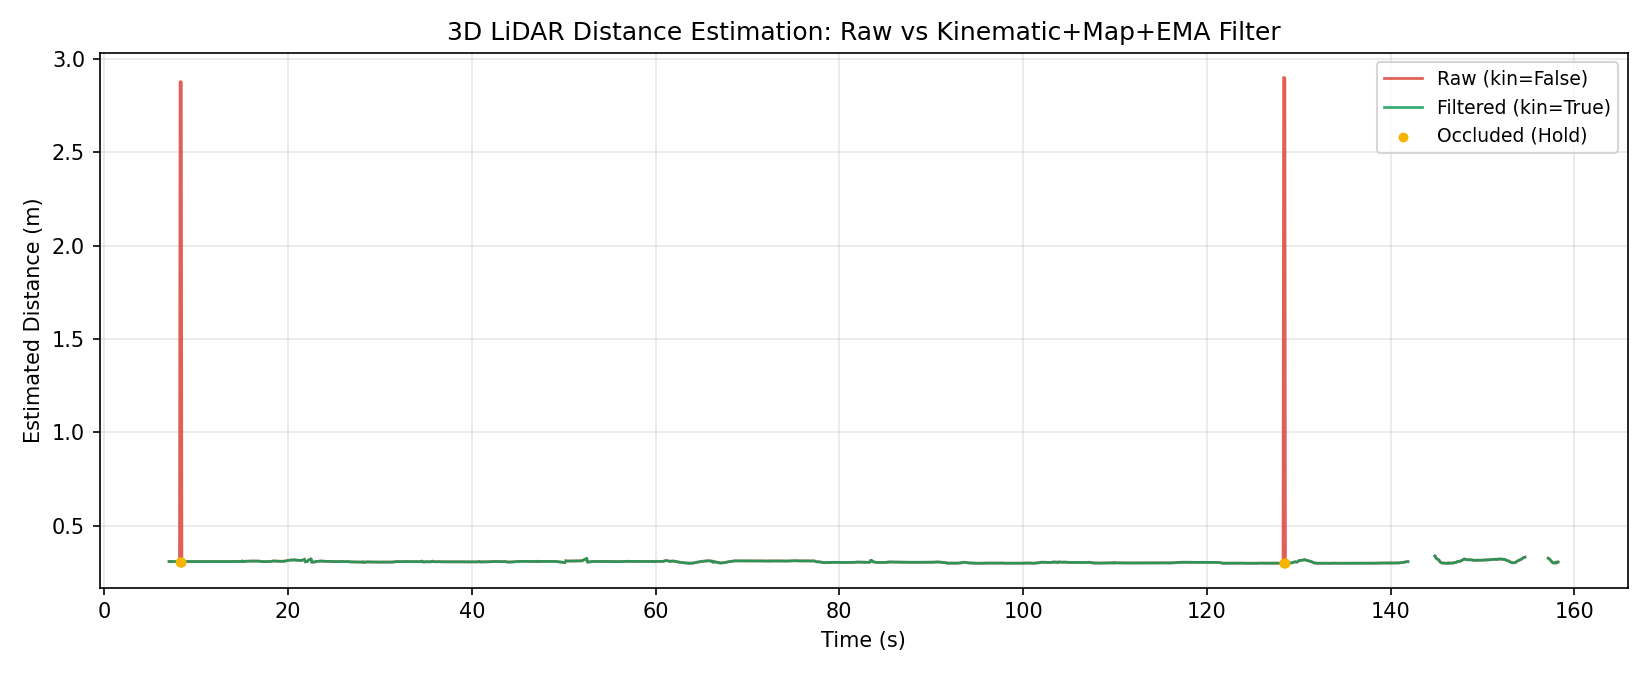 3D LiDAR Distance Estimation: Raw vs Kinematic+Map+EMA Filter
Raw (kin=False)
Filtered (kin=True)
Occluded (Hold)
Estimated Distance (m)
3.0
2.5
2.0
1.5
1.0
0.5
0 20 40 60 80 100 120 140 160
Time (s)